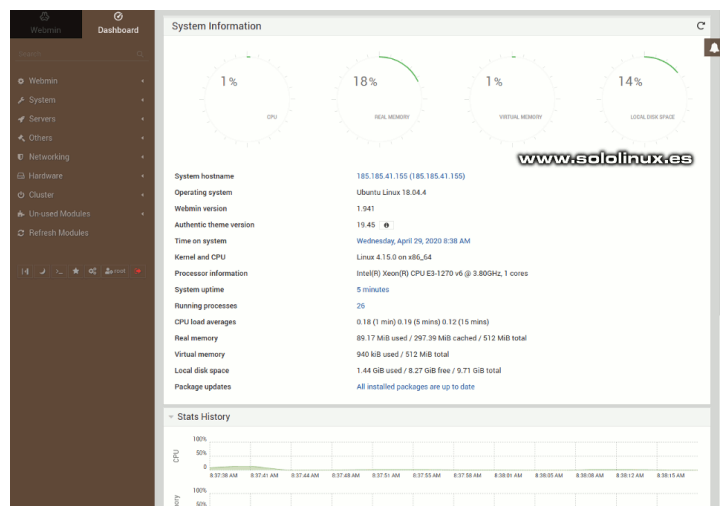 Webmin
Dashboard
System Information
Search
Webmin
System
Servers
Others
Networking
Hardware
Cluster
Un-used Modules
Refresh Modules
root
1%
CPU
18%
REAL MEMORY
1%
VIRTUAL MEMORY
14%
LOCAL DISK SPACE
www.sololinux.es
System hostname 185.185.41.155 (185.185.41.155)
Operating system Ubuntu Linux 18.04.4
Webmin version 1.941
Authentic theme version 19.45
Time on system Wednesday, April 29, 2020 8:38 AM
Kernel and CPU Linux 4.15.0 on x86_64
Processor information Intel(R) Xeon(R) CPU E3-1270 v6 @ 3.80GHz, 1 cores
System uptime 5 minutes
Running processes 26
CPU load averages 0.18 (1 min) 0.19 (5 mins) 0.12 (15 mins)
Real memory 89.17 MiB used / 297.39 MiB cached / 512 MiB total
Virtual memory 940 kiB used / 512 MiB total
Local disk space 1.44 GiB used / 8.27 GiB free / 9.71 GiB total
Package updates All installed packages are up to date
Stats History
CPU
100%
50%
0
8:37:38 AM 8:37:41 AM 8:37:44 AM 8:37:48 AM 8:37:51 AM 8:37:55 AM 8:37:58 AM 8:38:01 AM 8:38:05 AM 8:38:08 AM 8:38:12 AM 8:38:15 AM
100%
50%